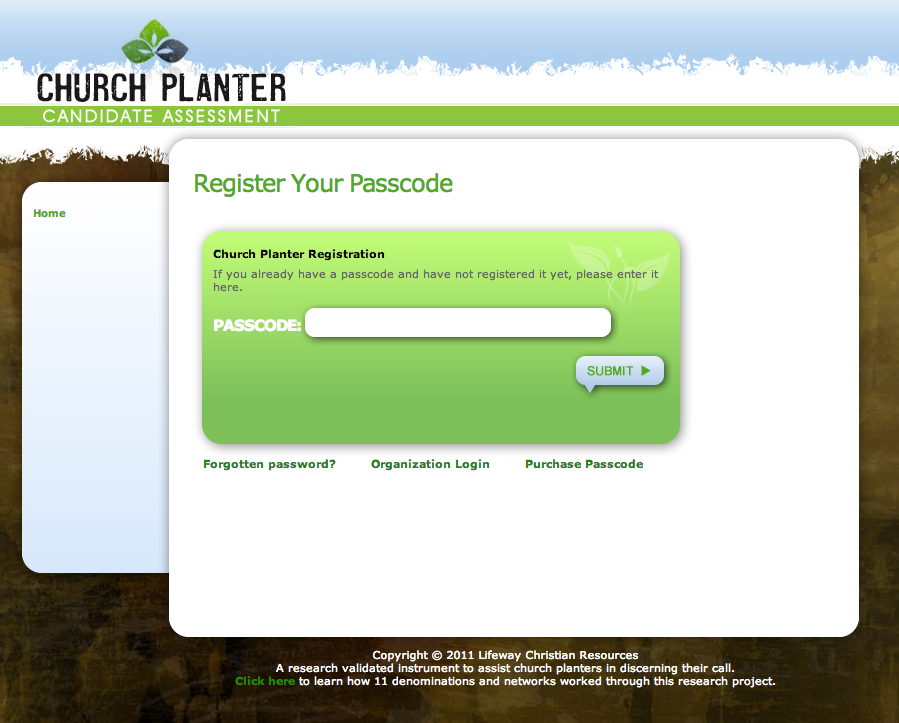 CHURCH PLANTER
CANDIDATE ASSESSMENT
Register Your Passcode
Home
Church Planter Registration
If you already have a passcode and have not registered it yet, please enter it
here.
PASSCODE:
SUBMIT
Forgotten password? Organization Login Purchase Passcode
Copyright © 2011 Lifeway Christian Resources
A research validated instrument to assist church planters in discerning their call.
Click here to learn how 11 denominations and networks worked through this research project.